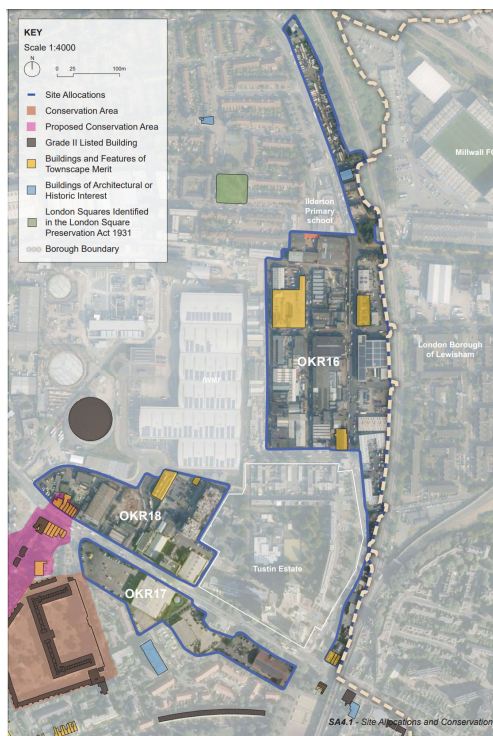 KEY
Scale 1:4000
N
0 25 100m
Site Allocations
Conservation Area
Proposed Conservation Area
Grade II Listed Building
Buildings and Features of
Townscape Merit
Buildings of Architectural or
Historic Interest
London Squares Identified
in the London Square
Preservation Act 1931
Borough Boundary
Millwall F
Ilderton
Primary
school
London Borough
of Lewisham
OKR16
IWMF
OKR18
Tustin Estate
OKR17
SA4.1 - Site Allocations and Conservation